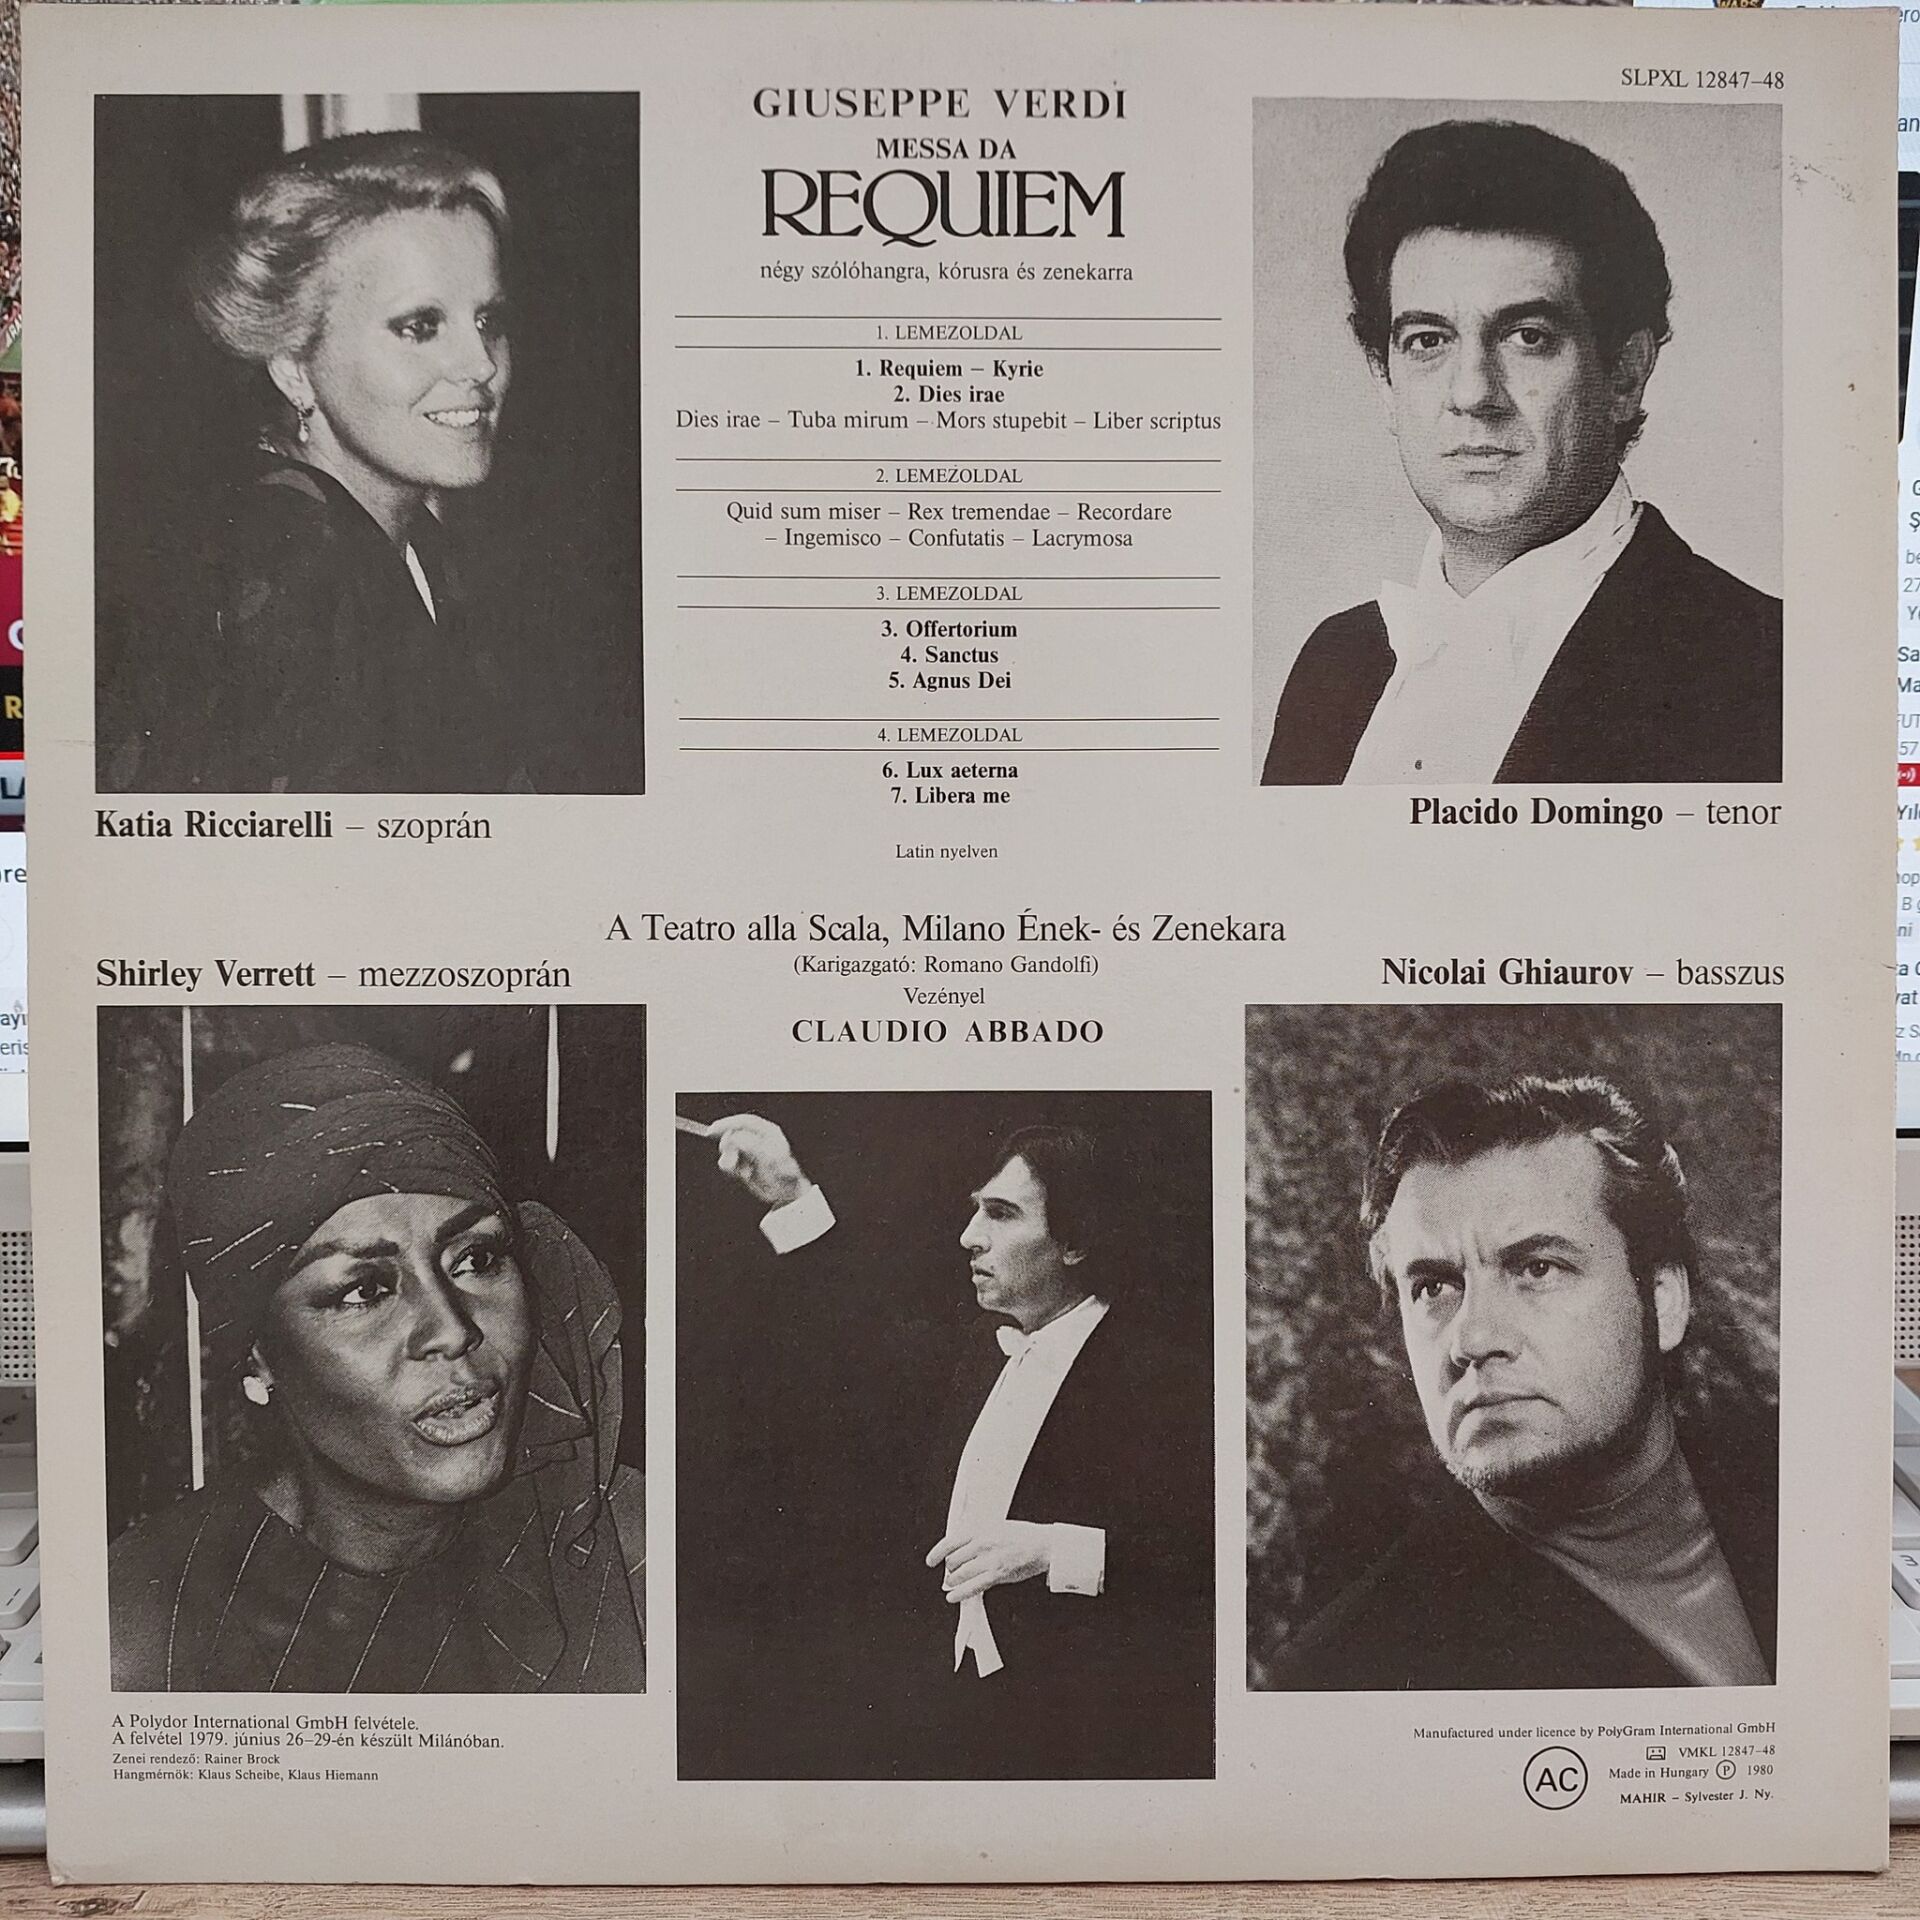 SLPXL 12847–48
GIUSEPPE VERDI
MESSA DA
REQUIEM
négy szólóhangra, kórusra és zenekarra
1. LEMEZOLDAL
1. Requiem – Kyrie
2. Dies irae
Dies irae – Tuba mirum – Mors stupebit – Liber scriptus
2. LEMEZOLDAL
Quid sum miser – Rex tremendae – Recordare
– Ingemisco – Confutatis – Lacrymosa
3. LEMEZOLDAL
3. Offertorium
4. Sanctus
5. Agnus Dei
4. LEMEZOLDAL
6. Lux aeterna
7. Libera me
Latin nyelven
Katia Ricciarelli – szoprán
Placido Domingo – tenor
A Teatro alla Scala, Milano Ének- és Zenekara
(Karigazgató: Romano Gandolfi)
Vezényel
CLAUDIO ABBADO
Shirley Verrett – mezzoszoprán
Nicolai Ghiaurov – basszus
A Polydor International GmbH felvétele.
A felvétel 1979. június 26–29-én készült Milánóban.
Zenei rendező: Rainer Brock
Hangmérnök: Klaus Scheibe, Klaus Hiemann
Manufactured under licence by PolyGram International GmbH
VMKL 12847–48
AC
Made in Hungary Ⓟ 1980
MAHIR – Sylvester J. Ny.